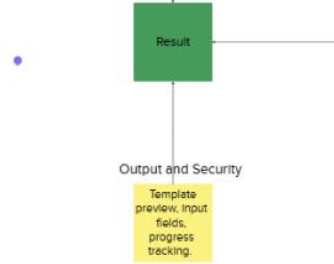 Result
Output and Security
Template
preview, input
fields,
progress
tracking.